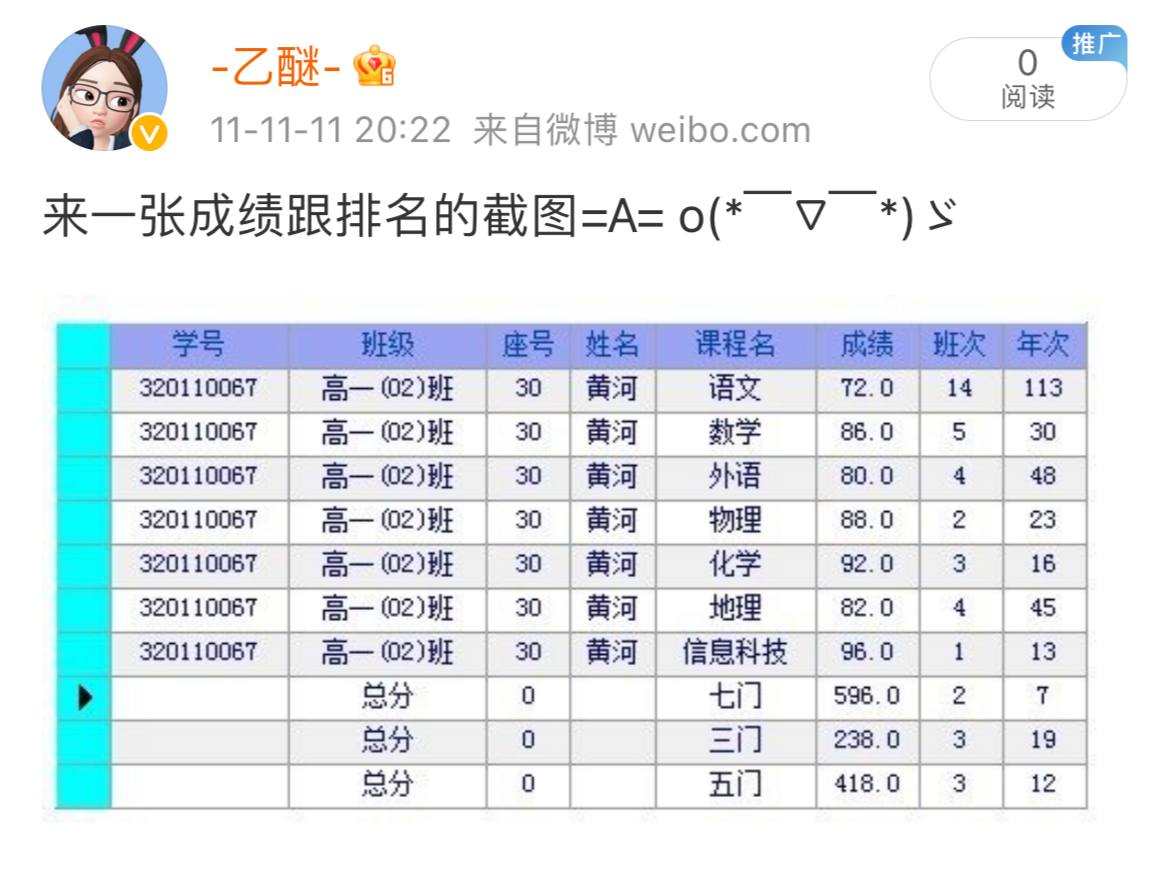 -乙醚-
11-11-11 20:22 来自微博 weibo.com
推广
0
阅读
来一张成绩跟排名的截图=A= o(*￣▽￣*)ゞ
学号 班级 座号 姓名 课程名 成绩 班次 年次
320110067 高一(02)班 30 黄河 语文 72.0 14 113
320110067 高一(02)班 30 黄河 数学 86.0 5 30
320110067 高一(02)班 30 黄河 外语 80.0 4 48
320110067 高一(02)班 30 黄河 物理 88.0 2 23
320110067 高一(02)班 30 黄河 化学 92.0 3 16
320110067 高一(02)班 30 黄河 地理 82.0 4 45
320110067 高一(02)班 30 黄河 信息科技 96.0 1 13
总分 0 七门 596.0 2 7
总分 0 三门 238.0 3 19
总分 0 五门 418.0 3 12